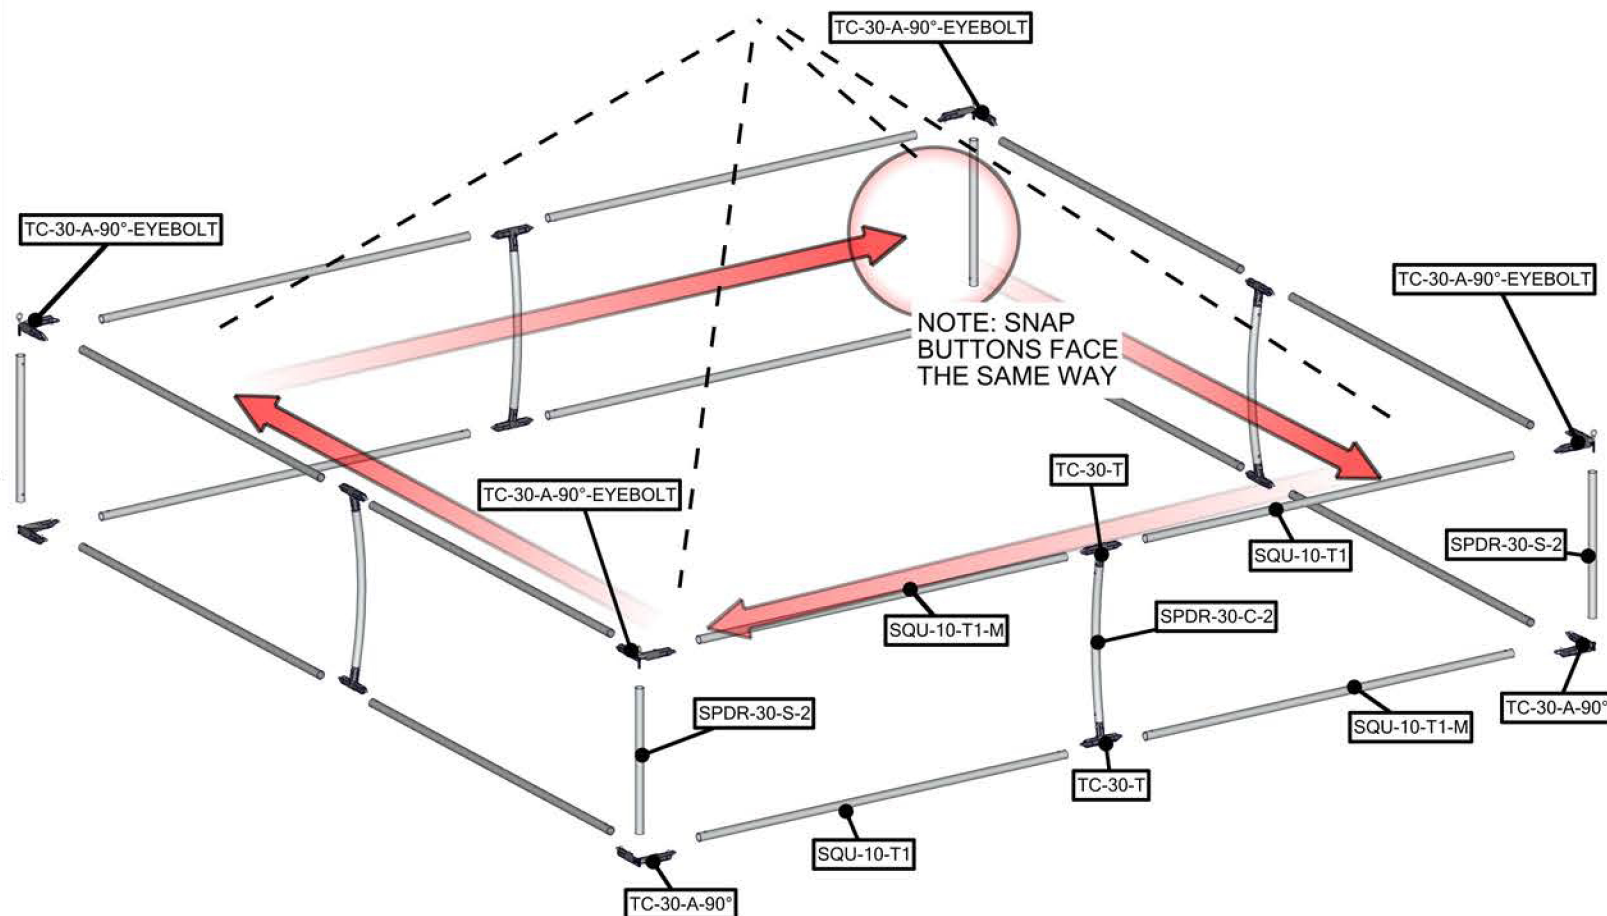 TC-30-A-90°-EYEBOLT
TC-30-A-90°-EYEBOLT
TC-30-A-90°-EYEBOLT
NOTE: SNAP
BUTTONS FACE
THE SAME WAY
TC-30-T
TC-30-A-90°-EYEBOLT
SQU-10-T1
SPDR-30-S-2
SPDR-30-C-2
SQU-10-T1-M
SPDR-30-S-2
TC-30-A-90°
SQU-10-T1-M
TC-30-T
SQU-10-T1
TC-30-A-90°